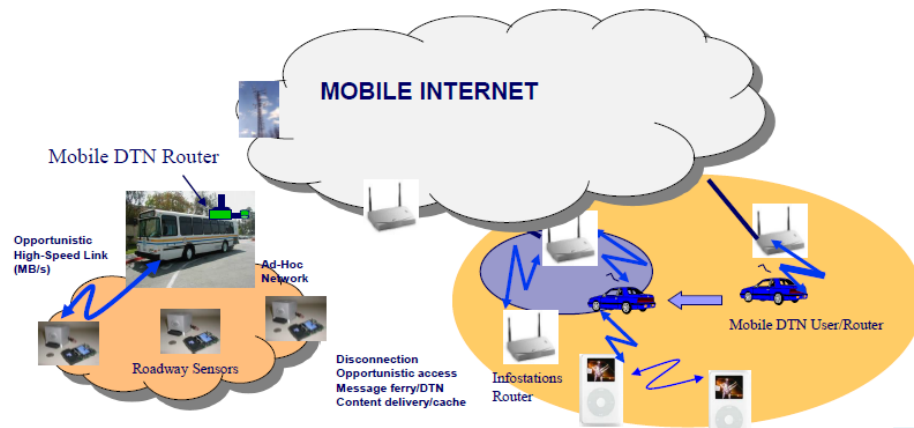 MOBILE INTERNET
Mobile DTN Router
Opportunistic
High-Speed Link
(MB/s)
Ad-Hoc
Network
Roadway Sensors
Disconnection
Opportunistic access
Message ferry/DTN
Content delivery/cache
Infostations
Router
Mobile DTN User/Router